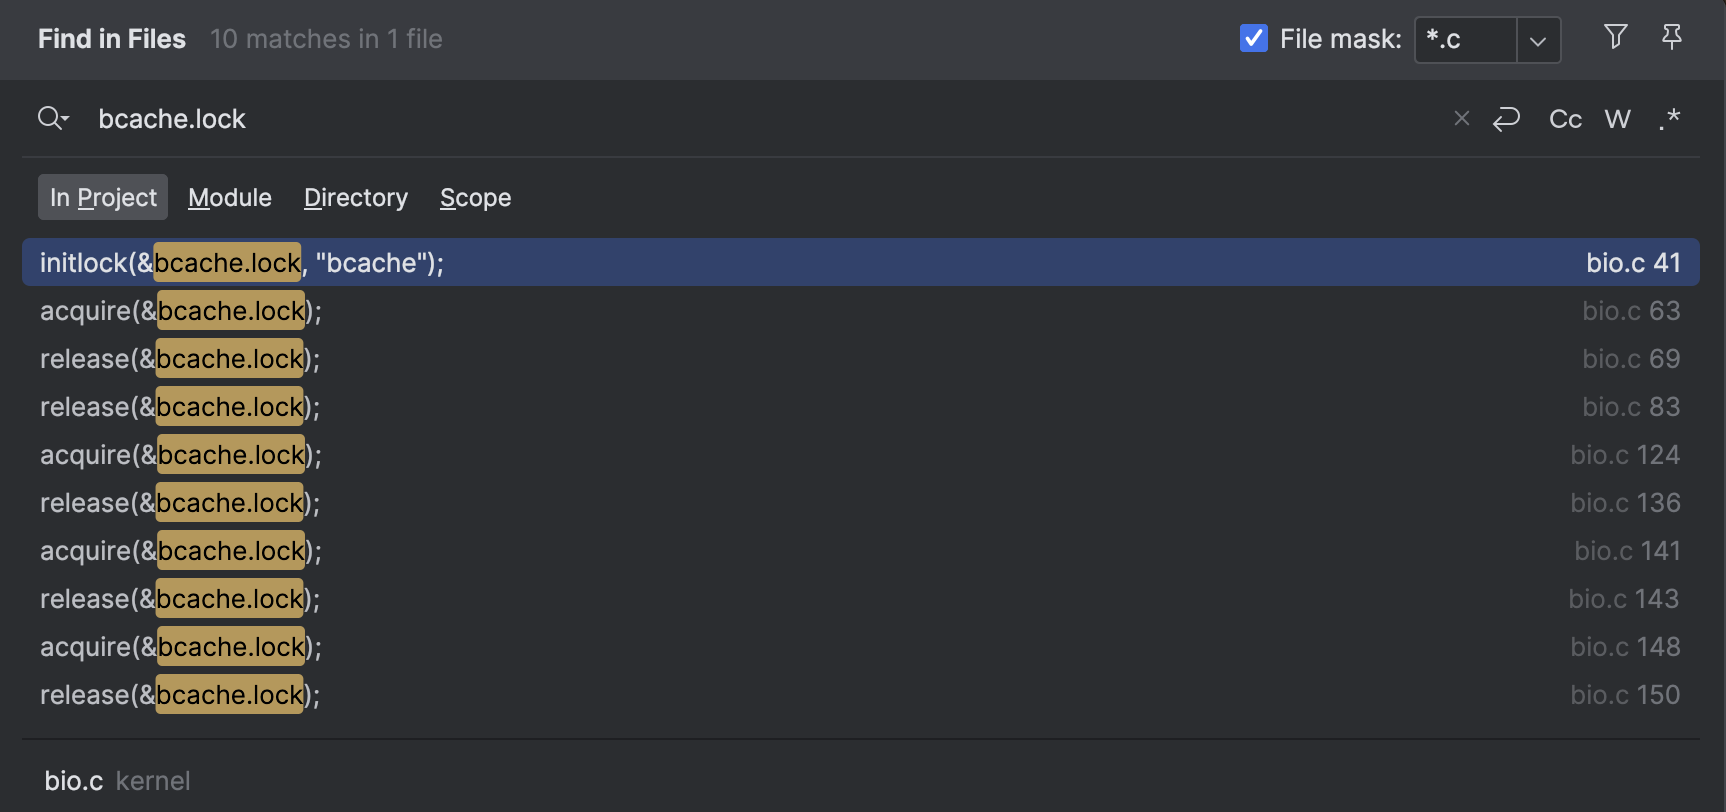 Find in Files 10 matches in 1 file File mask: *.c
bcache.lock Cc W .*
In Project Module Directory Scope
initlock(&bcache.lock, "bcache"); bio.c 41
acquire(&bcache.lock); bio.c 63
release(&bcache.lock); bio.c 69
release(&bcache.lock); bio.c 83
acquire(&bcache.lock); bio.c 124
release(&bcache.lock); bio.c 136
acquire(&bcache.lock); bio.c 141
release(&bcache.lock); bio.c 143
acquire(&bcache.lock); bio.c 148
release(&bcache.lock); bio.c 150
bio.c kernel